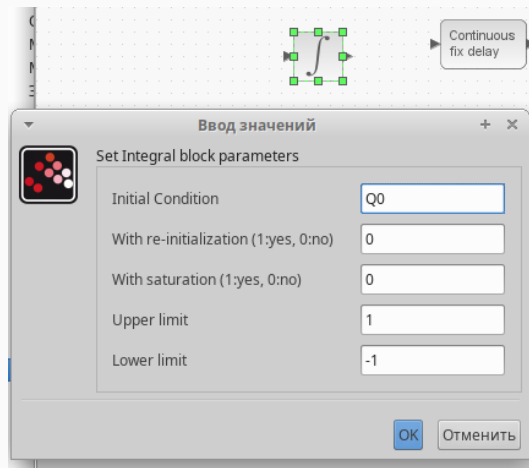 Continuous
fix delay
Ввод значений
Set Integral block parameters
Initial Condition
Q0
With re-initialization (1:yes, 0:no)
0
With saturation (1:yes, 0:no)
0
Upper limit
1
Lower limit
-1
OK
Отменить